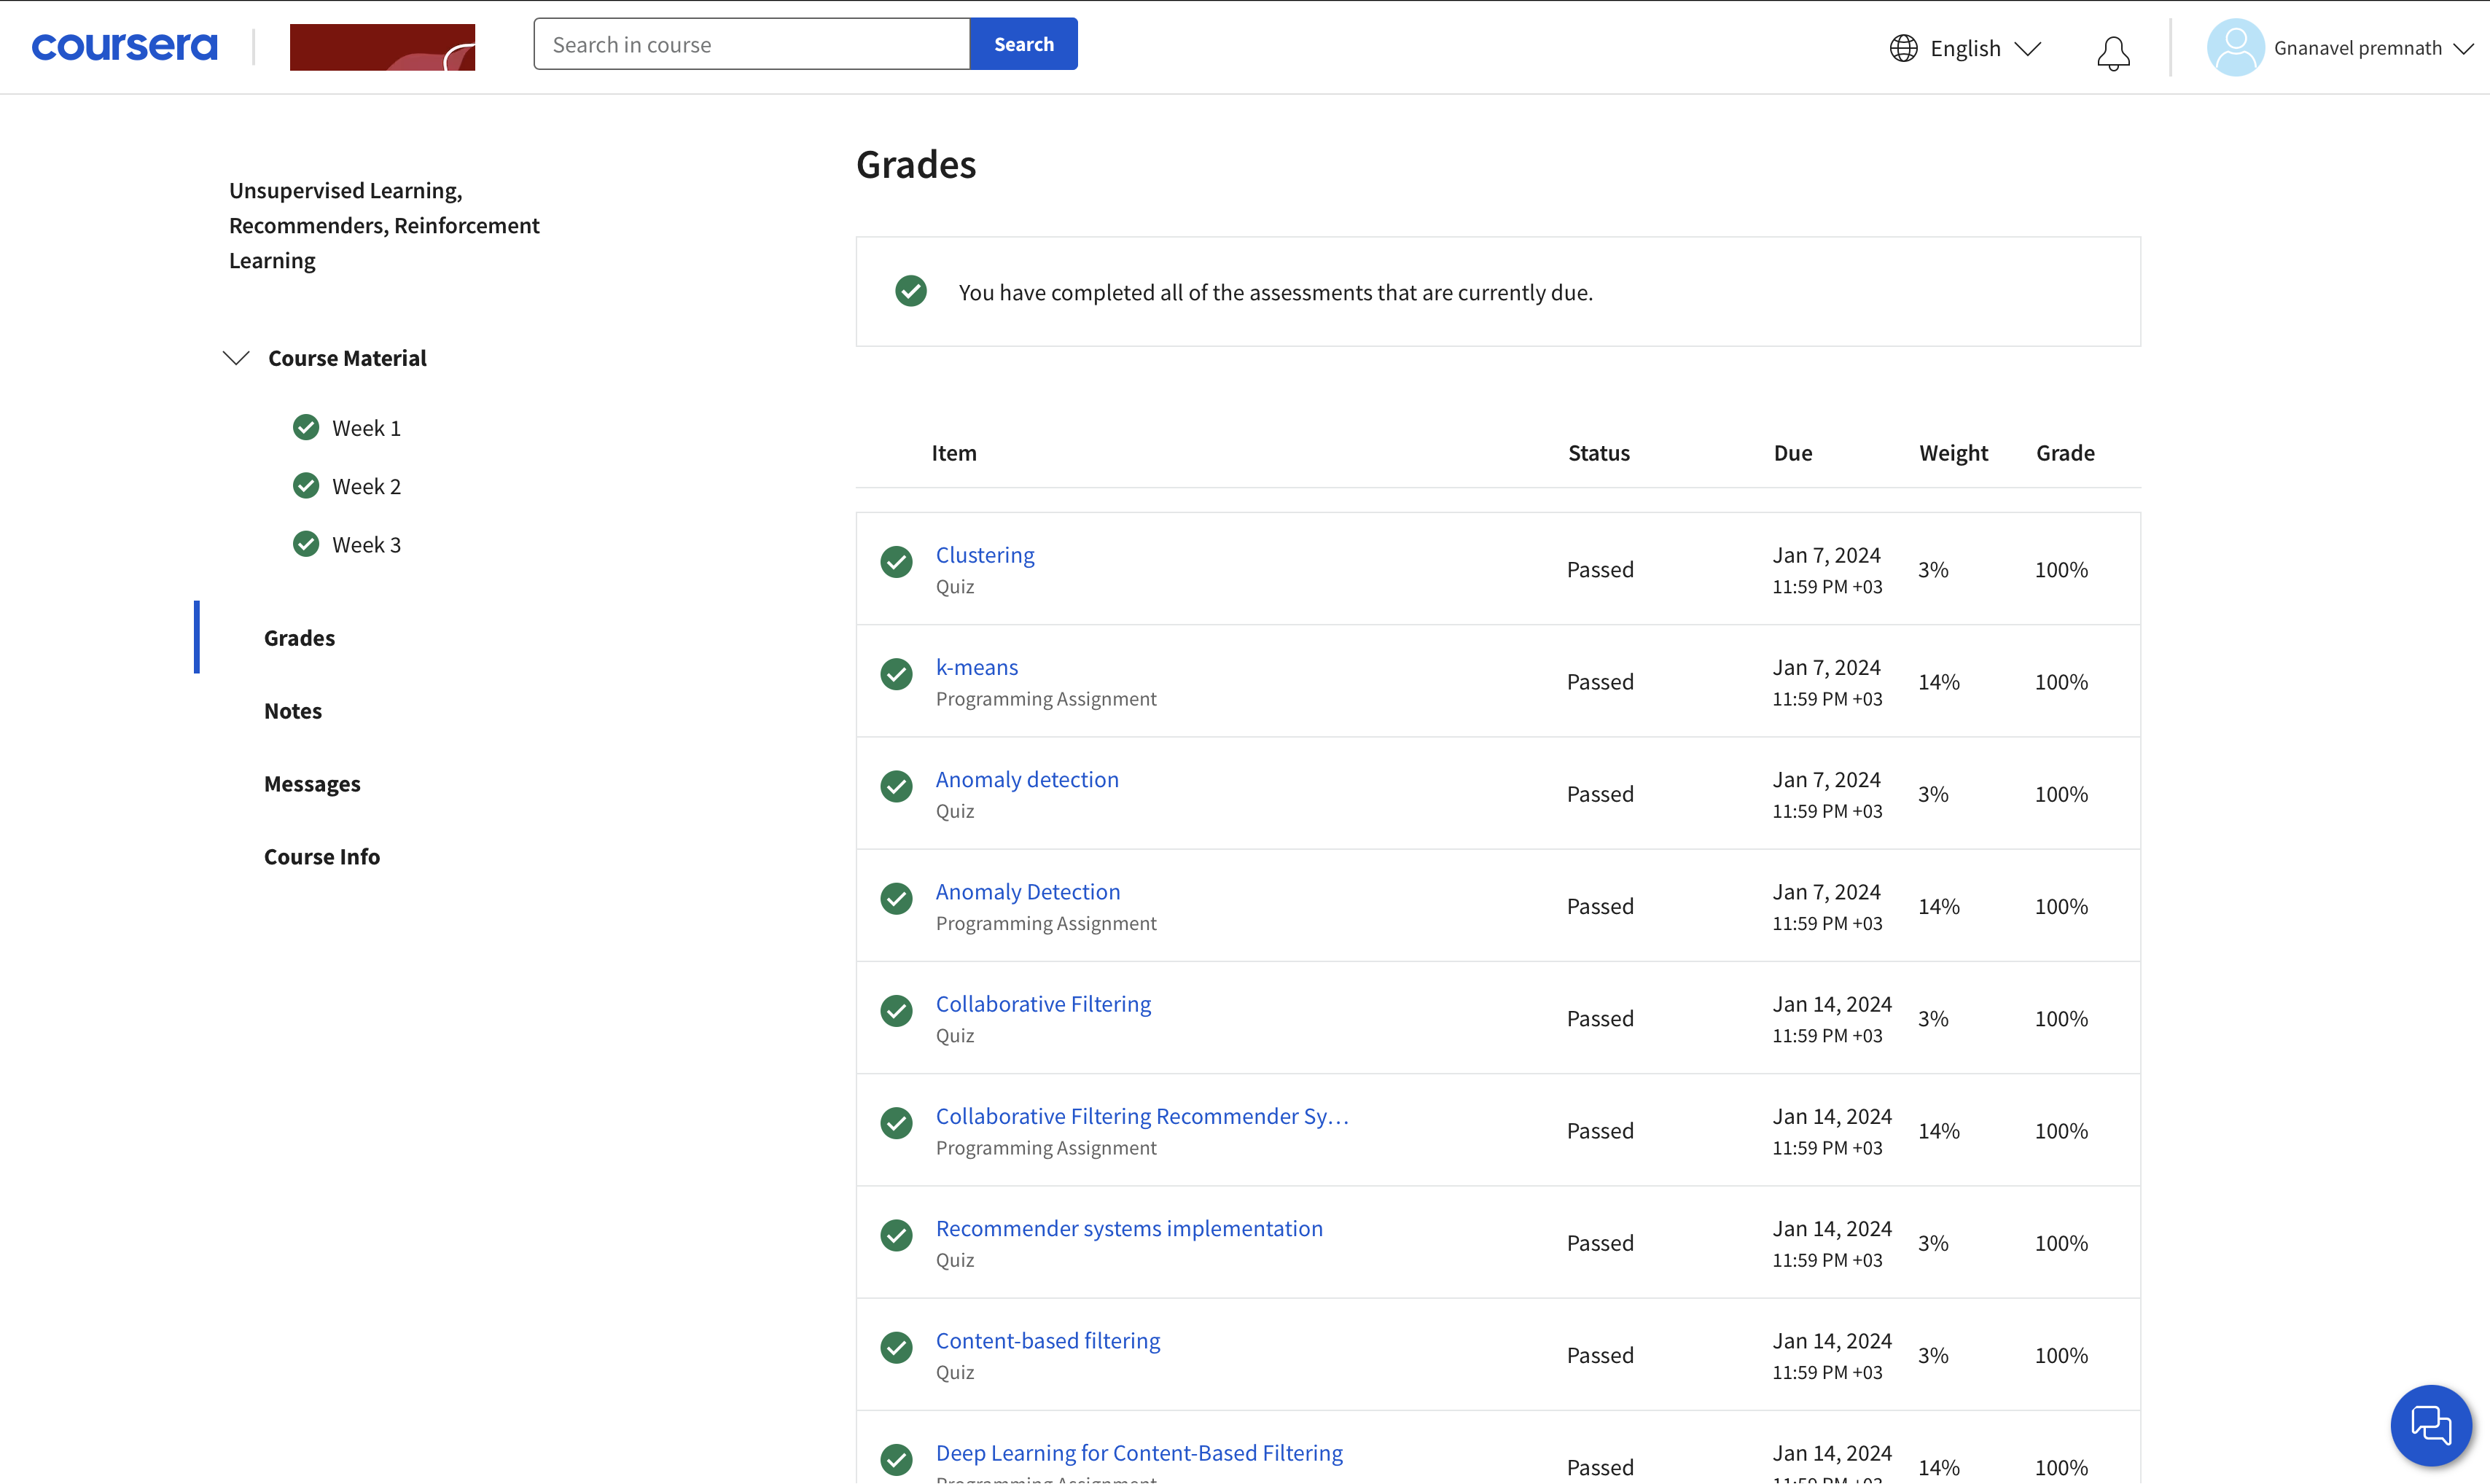 coursera
Search in course
Search
English
Gnanavel premnath
Unsupervised Learning,
Recommenders, Reinforcement
Learning
Course Material
Week 1
Week 2
Week 3
Grades
Notes
Messages
Course Info
Grades
You have completed all of the assessments that are currently due.
Item Status Due Weight Grade
Clustering
Quiz
Passed
Jan 7, 2024
11:59 PM +03
3%
100%
k-means
Programming Assignment
Passed
Jan 7, 2024
11:59 PM +03
14%
100%
Anomaly detection
Quiz
Passed
Jan 7, 2024
11:59 PM +03
3%
100%
Anomaly Detection
Programming Assignment
Passed
Jan 7, 2024
11:59 PM +03
14%
100%
Collaborative Filtering
Quiz
Passed
Jan 14, 2024
11:59 PM +03
3%
100%
Collaborative Filtering Recommender Sy...
Programming Assignment
Passed
Jan 14, 2024
11:59 PM +03
14%
100%
Recommender systems implementation
Quiz
Passed
Jan 14, 2024
11:59 PM +03
3%
100%
Content-based filtering
Quiz
Passed
Jan 14, 2024
11:59 PM +03
3%
100%
Deep Learning for Content-Based Filtering
Programming Assignment
Passed
Jan 14, 2024
11:59 PM +03
14%
100%